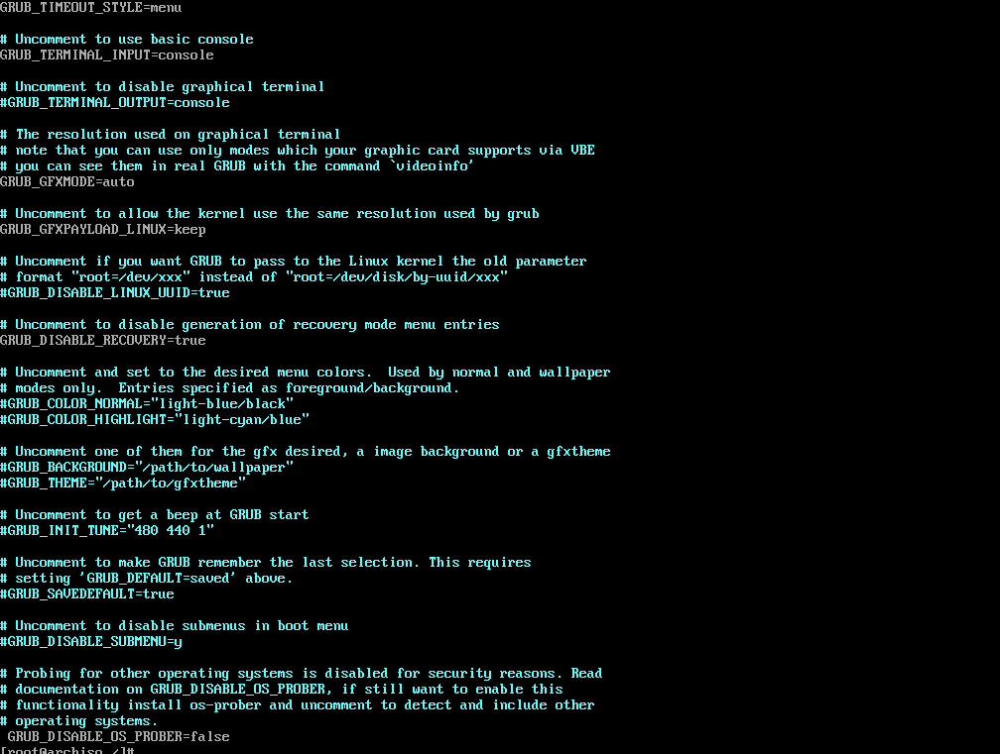 GRUB_TIMEOUT_STYLE=menu
# Uncomment to use basic console
GRUB_TERMINAL_INPUT=console
# Uncomment to disable graphical terminal
#GRUB_TERMINAL_OUTPUT=console
# The resolution used on graphical terminal
# note that you can use only modes which your graphic card supports via VBE
# you can see them in real GRUB with the command `videoinfo'
GRUB_GFXMODE=auto
# Uncomment to allow the kernel use the same resolution used by grub
GRUB_GFXPAYLOAD_LINUX=keep
# Uncomment if you want GRUB to pass to the Linux kernel the old parameter
# format "root=/dev/xxx" instead of "root=/dev/disk/by-uuid/xxx"
#GRUB_DISABLE_LINUX_UUID=true
# Uncomment to disable generation of recovery mode menu entries
GRUB_DISABLE_RECOVERY=true
# Uncomment and set to the desired menu colors.  Used by normal and wallpaper
# modes only.  Entries specified as foreground/background.
#GRUB_COLOR_NORMAL="light-blue/black"
#GRUB_COLOR_HIGHLIGHT="light-cyan/blue"
# Uncomment one of them for the gfx desired, a image background or a gfxtheme
#GRUB_BACKGROUND="/path/to/wallpaper"
#GRUB_THEME="/path/to/gfxtheme"
# Uncomment to get a beep at GRUB start
#GRUB_INIT_TUNE="480 440 1"
# Uncomment to make GRUB remember the last selection. This requires
# setting 'GRUB_DEFAULT=saved' above.
#GRUB_SAVEDEFAULT=true
# Uncomment to disable submenus in boot menu
#GRUB_DISABLE_SUBMENU=y
# Probing for other operating systems is disabled for security reasons. Read
# documentation on GRUB_DISABLE_OS_PROBER, if still want to enable this
# functionality install os-prober and uncomment to detect and include other
# operating systems.
 GRUB_DISABLE_OS_PROBER=false
[root@archiso /]#